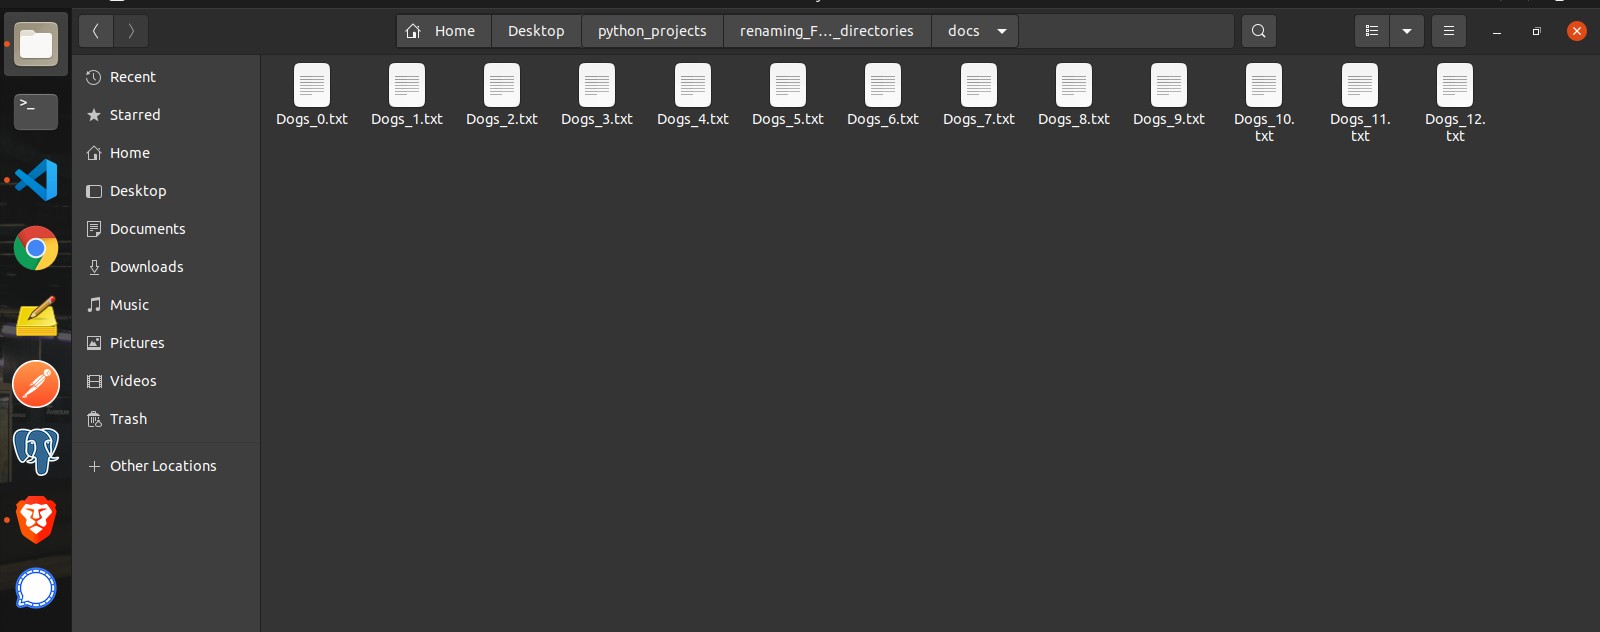 Home
Desktop
python_projects
renaming_F…_directories
docs
>_
Recent
Starred
Home
Desktop
Documents
Downloads
Music
Pictures
Videos
Trash
Other Locations
Dogs_0.txt
Dogs_1.txt
Dogs_2.txt
Dogs_3.txt
Dogs_4.txt
Dogs_5.txt
Dogs_6.txt
Dogs_7.txt
Dogs_8.txt
Dogs_9.txt
Dogs_10.
txt
Dogs_11.
txt
Dogs_12.
txt